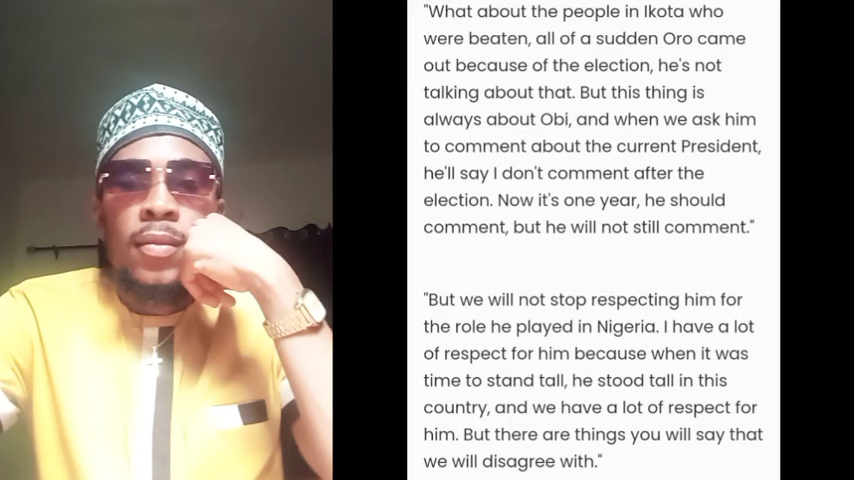 "What about the people in Ikota who
were beaten, all of a sudden Oro came
out because of the election, he's not
talking about that. But this thing is
always about Obi, and when we ask him
to comment about the current President,
he'll say I don't comment after the
election. Now it's one year, he should
comment, but he will not still comment."
"But we will not stop respecting him for
the role he played in Nigeria. I have a lot
of respect for him because when it was
time to stand tall, he stood tall in this
country, and we have a lot of respect for
him. But there are things you will say that
we will disagree with."